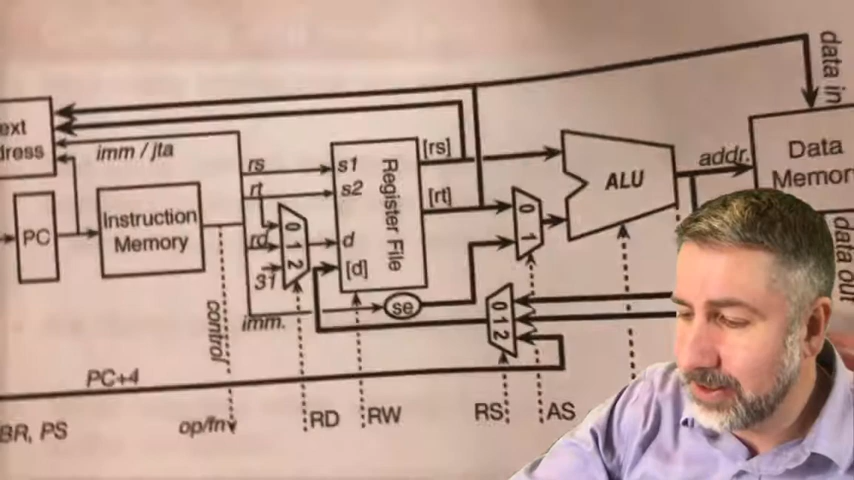 data in
ext
ress
imm / jta
PC
Instruction
Memory
rs
rt
rd
31
imm.
0
1
2
s1
s2
d
[d]
Register File
[rs]
[rt]
se
0
1
ALU
addr.
Data
Memor
data out
0 1 2
control
PC+4
BR, PS
op/fn
RD
RW
RS
AS